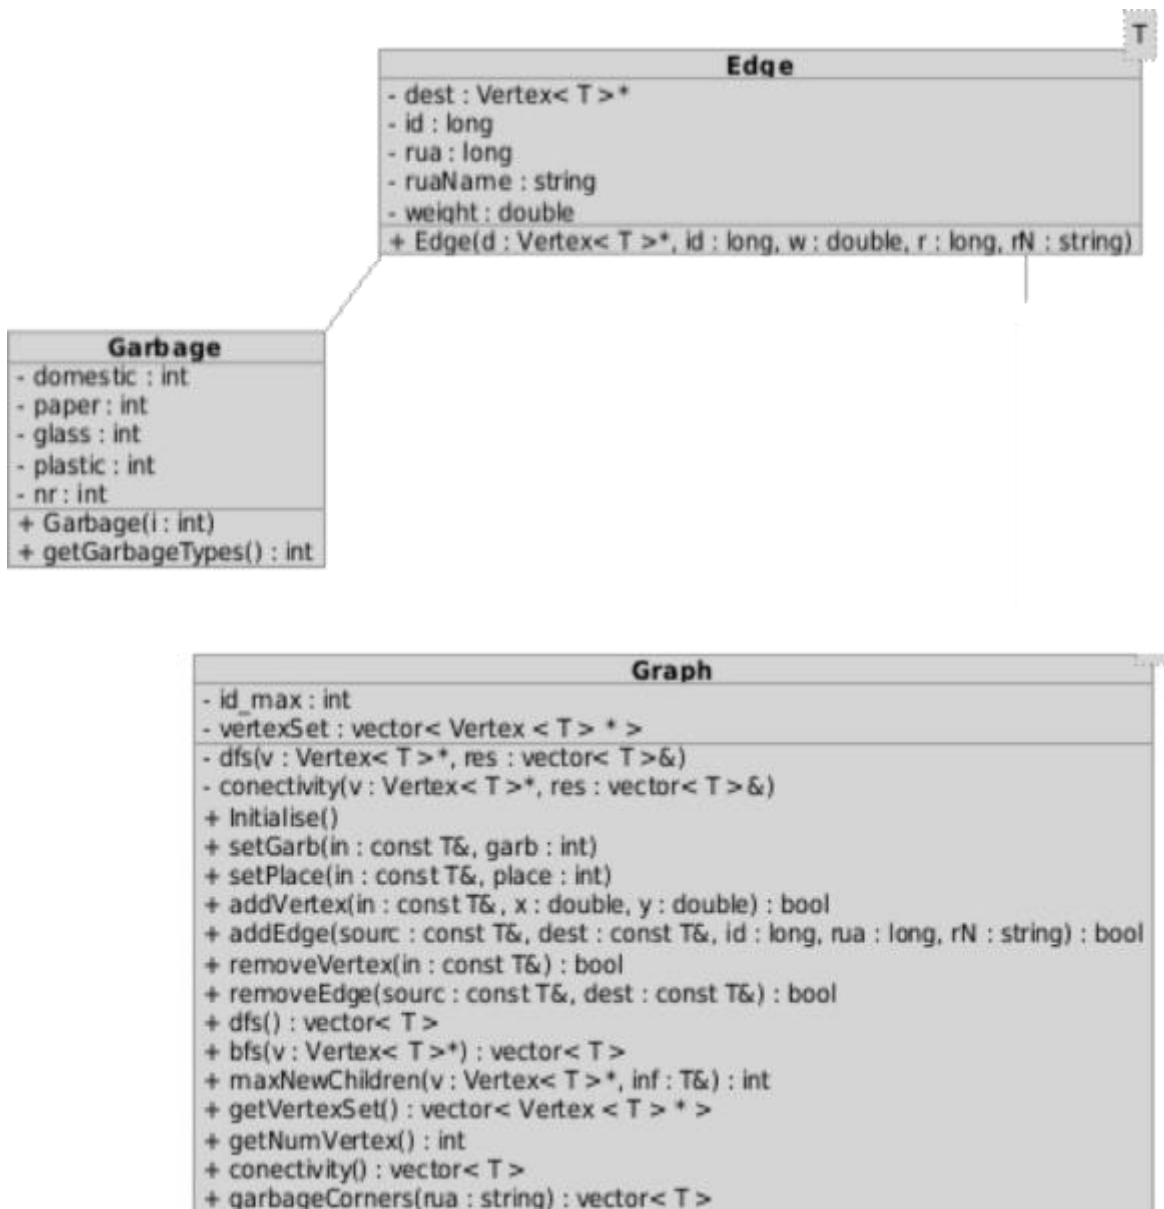 T
Edge
- dest : Vertex< T >*
- id : long
- rua : long
- ruaName : string
- weight : double
+ Edge(d : Vertex< T >*, id : long, w : double, r : long, rN : string)
Garbage
- domestic : int
- paper : int
- glass : int
- plastic : int
- nr : int
+ Garbage(i : int)
+ getGarbageTypes() : int
Graph
- id_max : int
- vertexSet : vector< Vertex < T > * >
- dfs(v : Vertex< T >*, res : vector< T >&)
- conectivity(v : Vertex< T >*, res : vector< T >&)
+ Initialise()
+ setGarb(in : const T&, garb : int)
+ setPlace(in : const T&, place : int)
+ addVertex(in : const T&, x : double, y : double) : bool
+ addEdge(sourc : const T&, dest : const T&, id : long, rua : long, rN : string) : bool
+ removeVertex(in : const T&) : bool
+ removeEdge(sourc : const T&, dest : const T&) : bool
+ dfs() : vector< T >
+ bfs(v : Vertex< T >*) : vector< T >
+ maxNewChildren(v : Vertex< T >*, inf : T&) : int
+ getVertexSet() : vector< Vertex < T > * >
+ getNumVertex() : int
+ conectivity() : vector< T >
+ garbageCorners(rua : string) : vector< T >